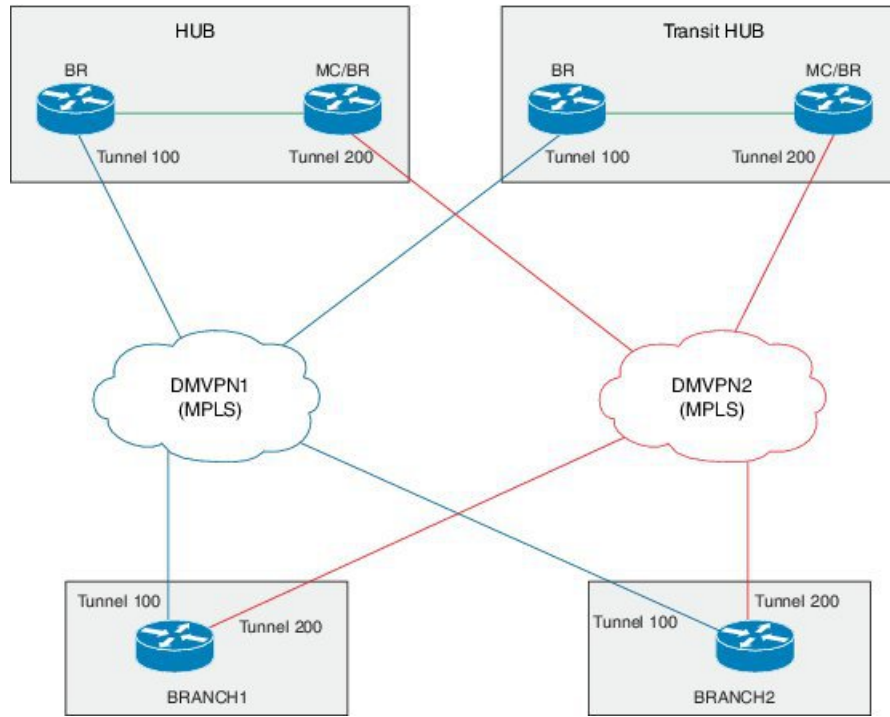 HUB
Transit HUB
BR
MC/BR
BR
MC/BR
Tunnel 100
Tunnel 200
Tunnel 100
Tunnel 200
DMVPN1
(MPLS)
DMVPN2
(MPLS)
Tunnel 100
Tunnel 200
BRANCH1
Tunnel 200
Tunnel 100
BRANCH2